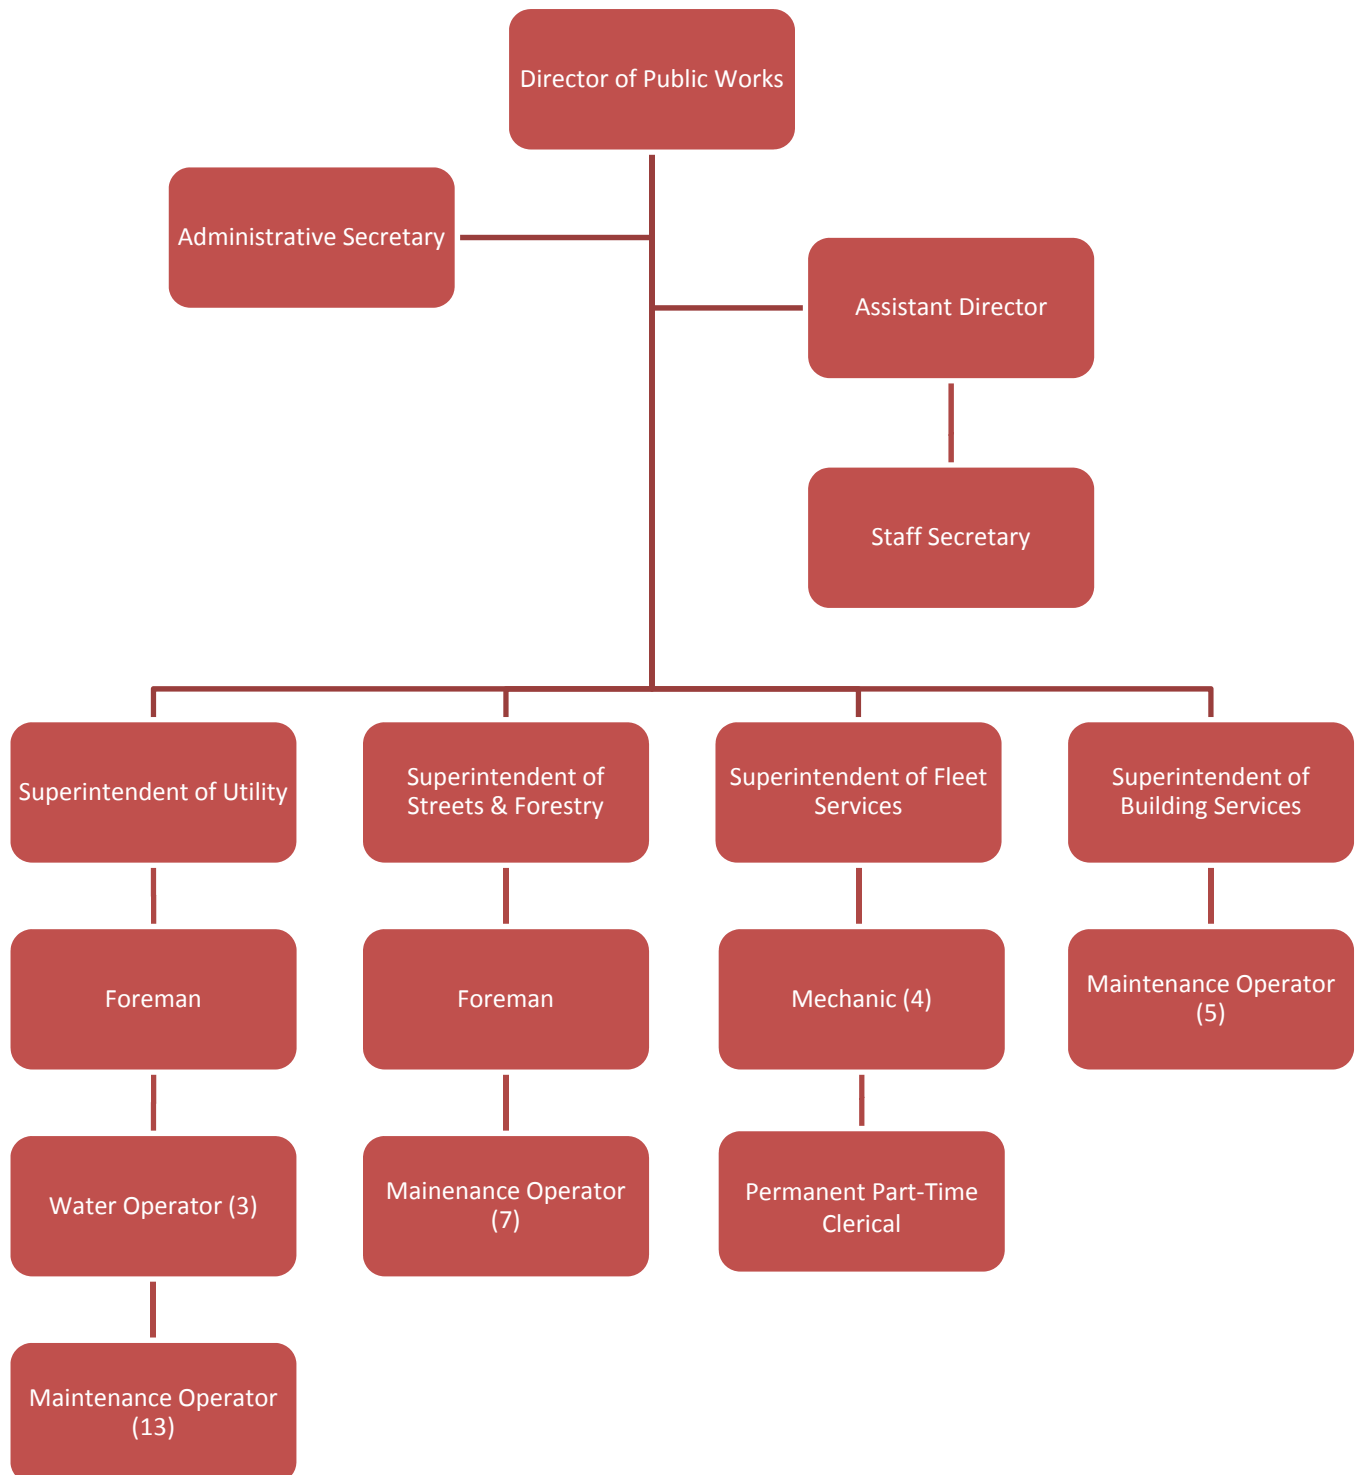 Director of Public Works
Administrative Secretary
Assistant Director
Staff Secretary
Superintendent of Utility
Superintendent of
Streets & Forestry
Superintendent of Fleet
Services
Superintendent of
Building Services
Foreman
Foreman
Mechanic (4)
Maintenance Operator
(5)
Water Operator (3)
Mainenance Operator
(7)
Permanent Part-Time
Clerical
Maintenance Operator
(13)